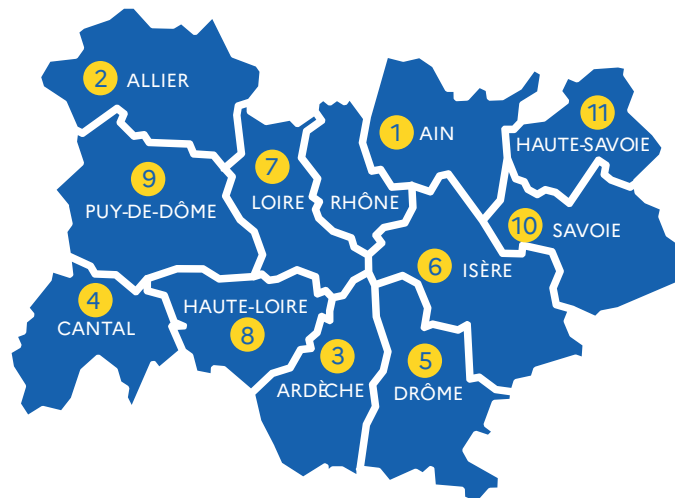 2 ALLIER
11
HAUTE-SAVOIE
1 AIN
9
PUY-DE-DÔME
7
LOIRE
RHÔNE
10 SAVOIE
6 ISÈRE
4
CANTAL
HAUTE-LOIRE
8
3
ARDÈCHE
5
DRÔME